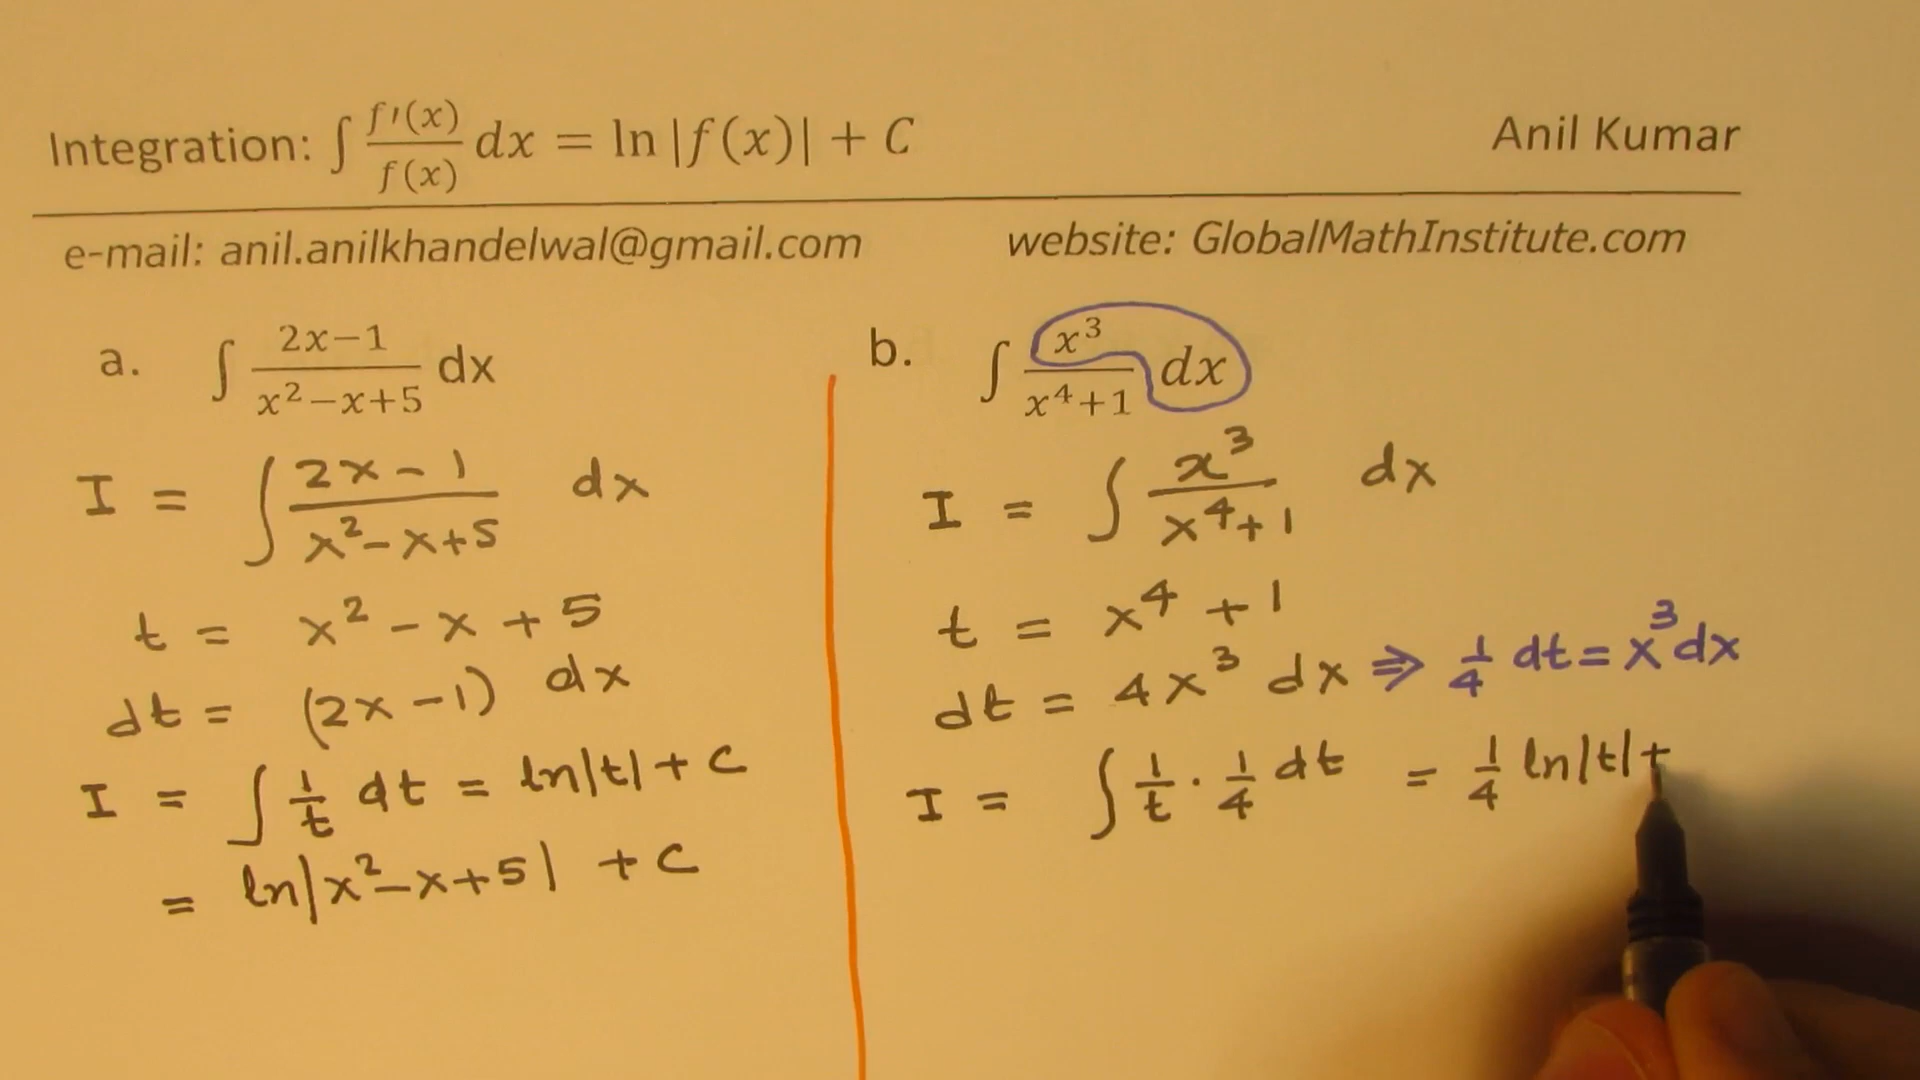 Integration: ∫ f′(x)/f(x) dx = ln |f(x)| + C
Anil Kumar
e-mail: anil.anilkhandelwal@gmail.com
website: GlobalMathInstitute.com
a. ∫ (2x−1)/(x²−x+5) dx
I = ∫ (2x−1)/(x²−x+5) dx
t = x² − x + 5
dt = (2x−1) dx
I = ∫ 1/t dt = ln|t| + C
= ln|x²−x+5| + C
b. ∫ x³/(x⁴+1) dx
I = ∫ x³/(x⁴+1) dx
t = x⁴ + 1
dt = 4x³ dx ⇒ 1/4 dt = x³ dx
I = ∫ 1/t · 1/4 dt = 1/4 ln|t| +